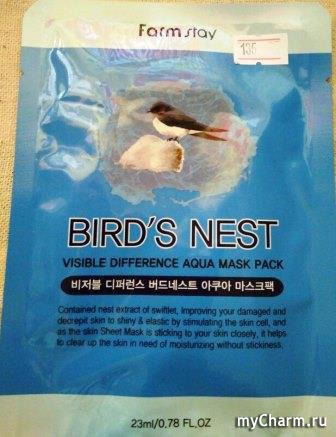 Farmstay
135
BIRD'S NEST
VISIBLE DIFFERENCE AQUA MASK PACK
비저블 디퍼런스 버드네스트 아쿠아 마스크팩
Contained nest extract of swiftlet, Improving your damaged and
decrepit skin to shiny & elastic by stimulating the skin cell, and
as the skin Sheet Mask is sticking to your skin closely, it helps
to clear up the skin in need of moisturizing without stickiness.
23ml/0.78 FL.OZ
myCharm.ru